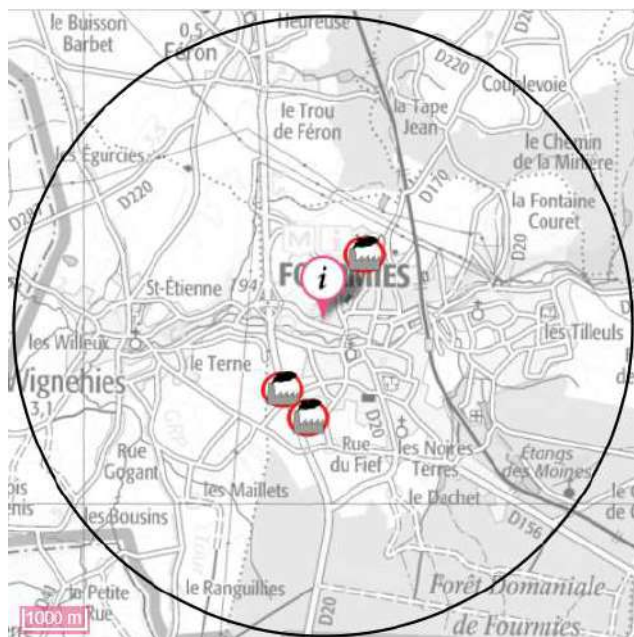 le Buisson
Barbet
0,5
Féron
Heureuse
D220
Couplevoie
le Trou
de Féron
la Tape
Jean
le Chemin
de la Minière
les Égurcies
D220
D170
la Fontaine
Couret
D20
FOURMIES
i
St-Étienne
194
les Willeux
le Terne
les Tilleuls
Wignehies
3,1
D20
Rue
Gogant
Rue
du Fief
les Noires
Terres
Étangs
des Moines
les Maillets
le Dachet
les Bousins
D156
la Petite
Rue
le Ranguillies
D20
Forêt Domaniale
de Fourmies
1000 m